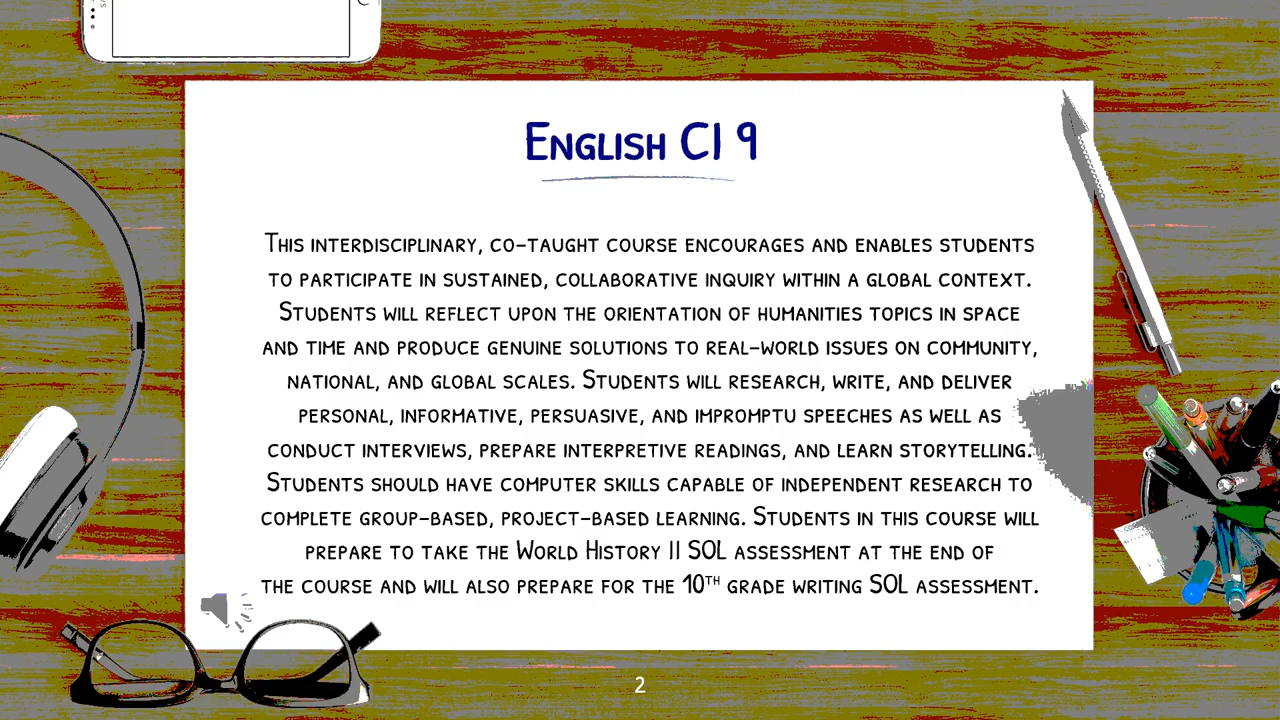 English CI 9
This interdisciplinary, co-taught course encourages and enables students
to participate in sustained, collaborative inquiry within a global context.
Students will reflect upon the orientation of humanities topics in space
and time and produce genuine solutions to real-world issues on community,
national, and global scales. Students will research, write, and deliver
personal, informative, persuasive, and impromptu speeches as well as
conduct interviews, prepare interpretive readings, and learn storytelling.
Students should have computer skills capable of independent research to
complete group-based, project-based learning. Students in this course will
prepare to take the World History II SOL assessment at the end of
the course and will also prepare for the 10th grade writing SOL assessment.
2